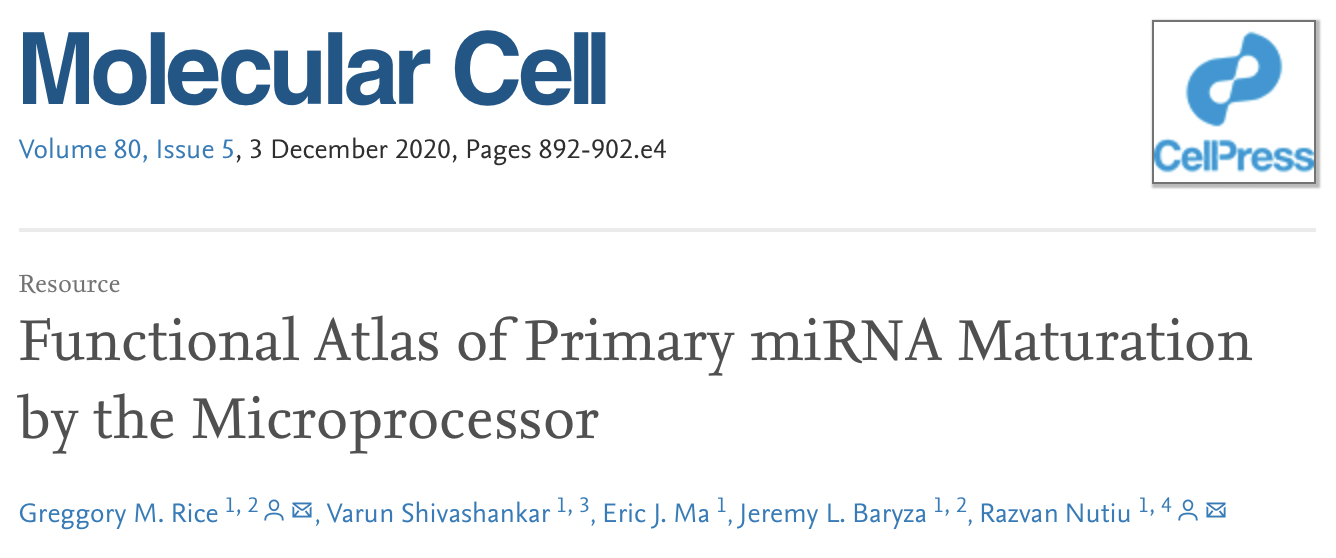 Molecular Cell
CellPress
Volume 80, Issue 5, 3 December 2020, Pages 892-902.e4
Resource
Functional Atlas of Primary miRNA Maturation
by the Microprocessor
Greggory M. Rice 1, 2, Varun Shivashankar 1, 3, Eric J. Ma 1, Jeremy L. Baryza 1, 2, Razvan Nutiu 1, 4